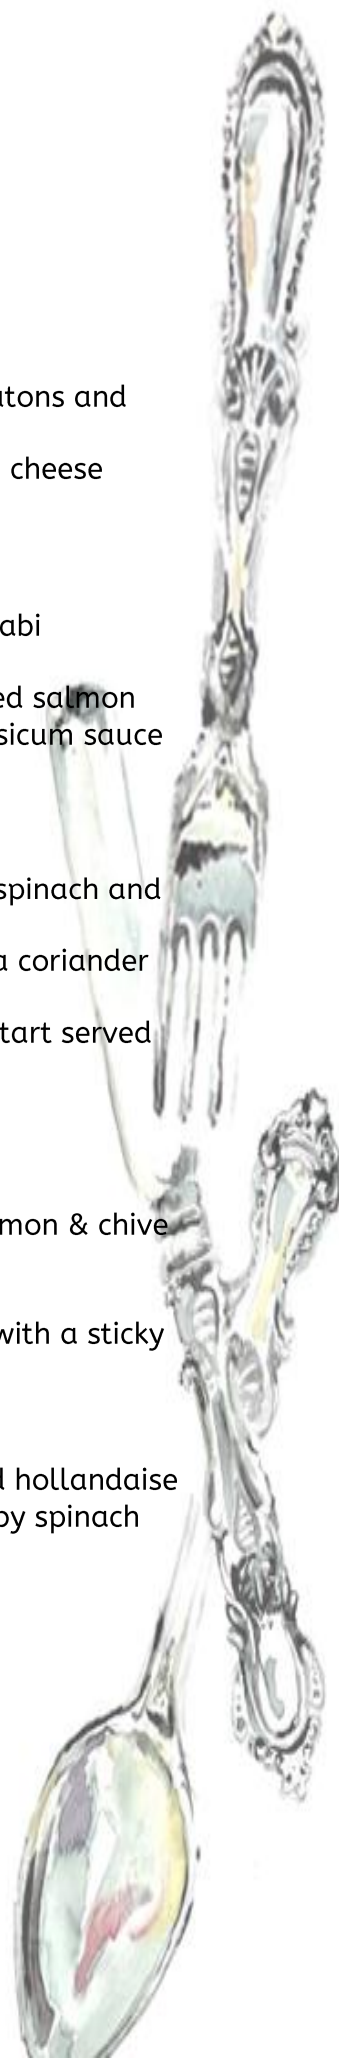 tons and
cheese
abi
ed salmon
sicum sauce
spinach and
a coriander
tart served
mon & chive
with a sticky
d hollandaise
by spinach